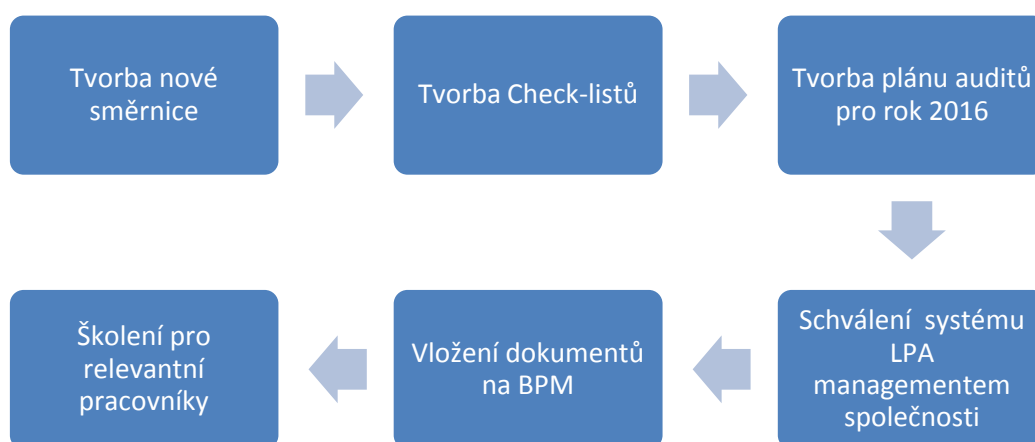 Tvorba nové
směrnice
Tvorba Check-listů
Tvorba plánu auditů
pro rok 2016
Schválení systému
LPA
managementem
společnosti
Vložení dokumentů
na BPM
Školení pro
relevantní
pracovníky